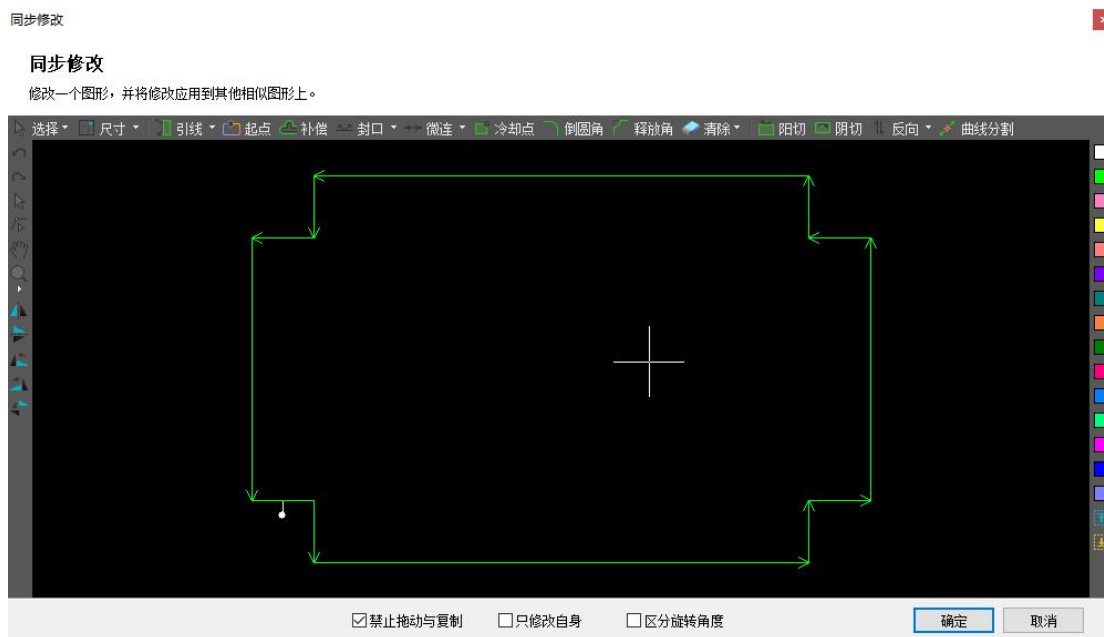 同步修改
同步修改
修改一个图形，并将修改应用到其他相似图形上。
选择 尺寸 引线 起点 补偿 封口 微连 冷却点 倒圆角 释放角 清除 阳切 阴切 反向 曲线分割
禁止拖动与复制 只修改自身 区分旋转角度 确定 取消